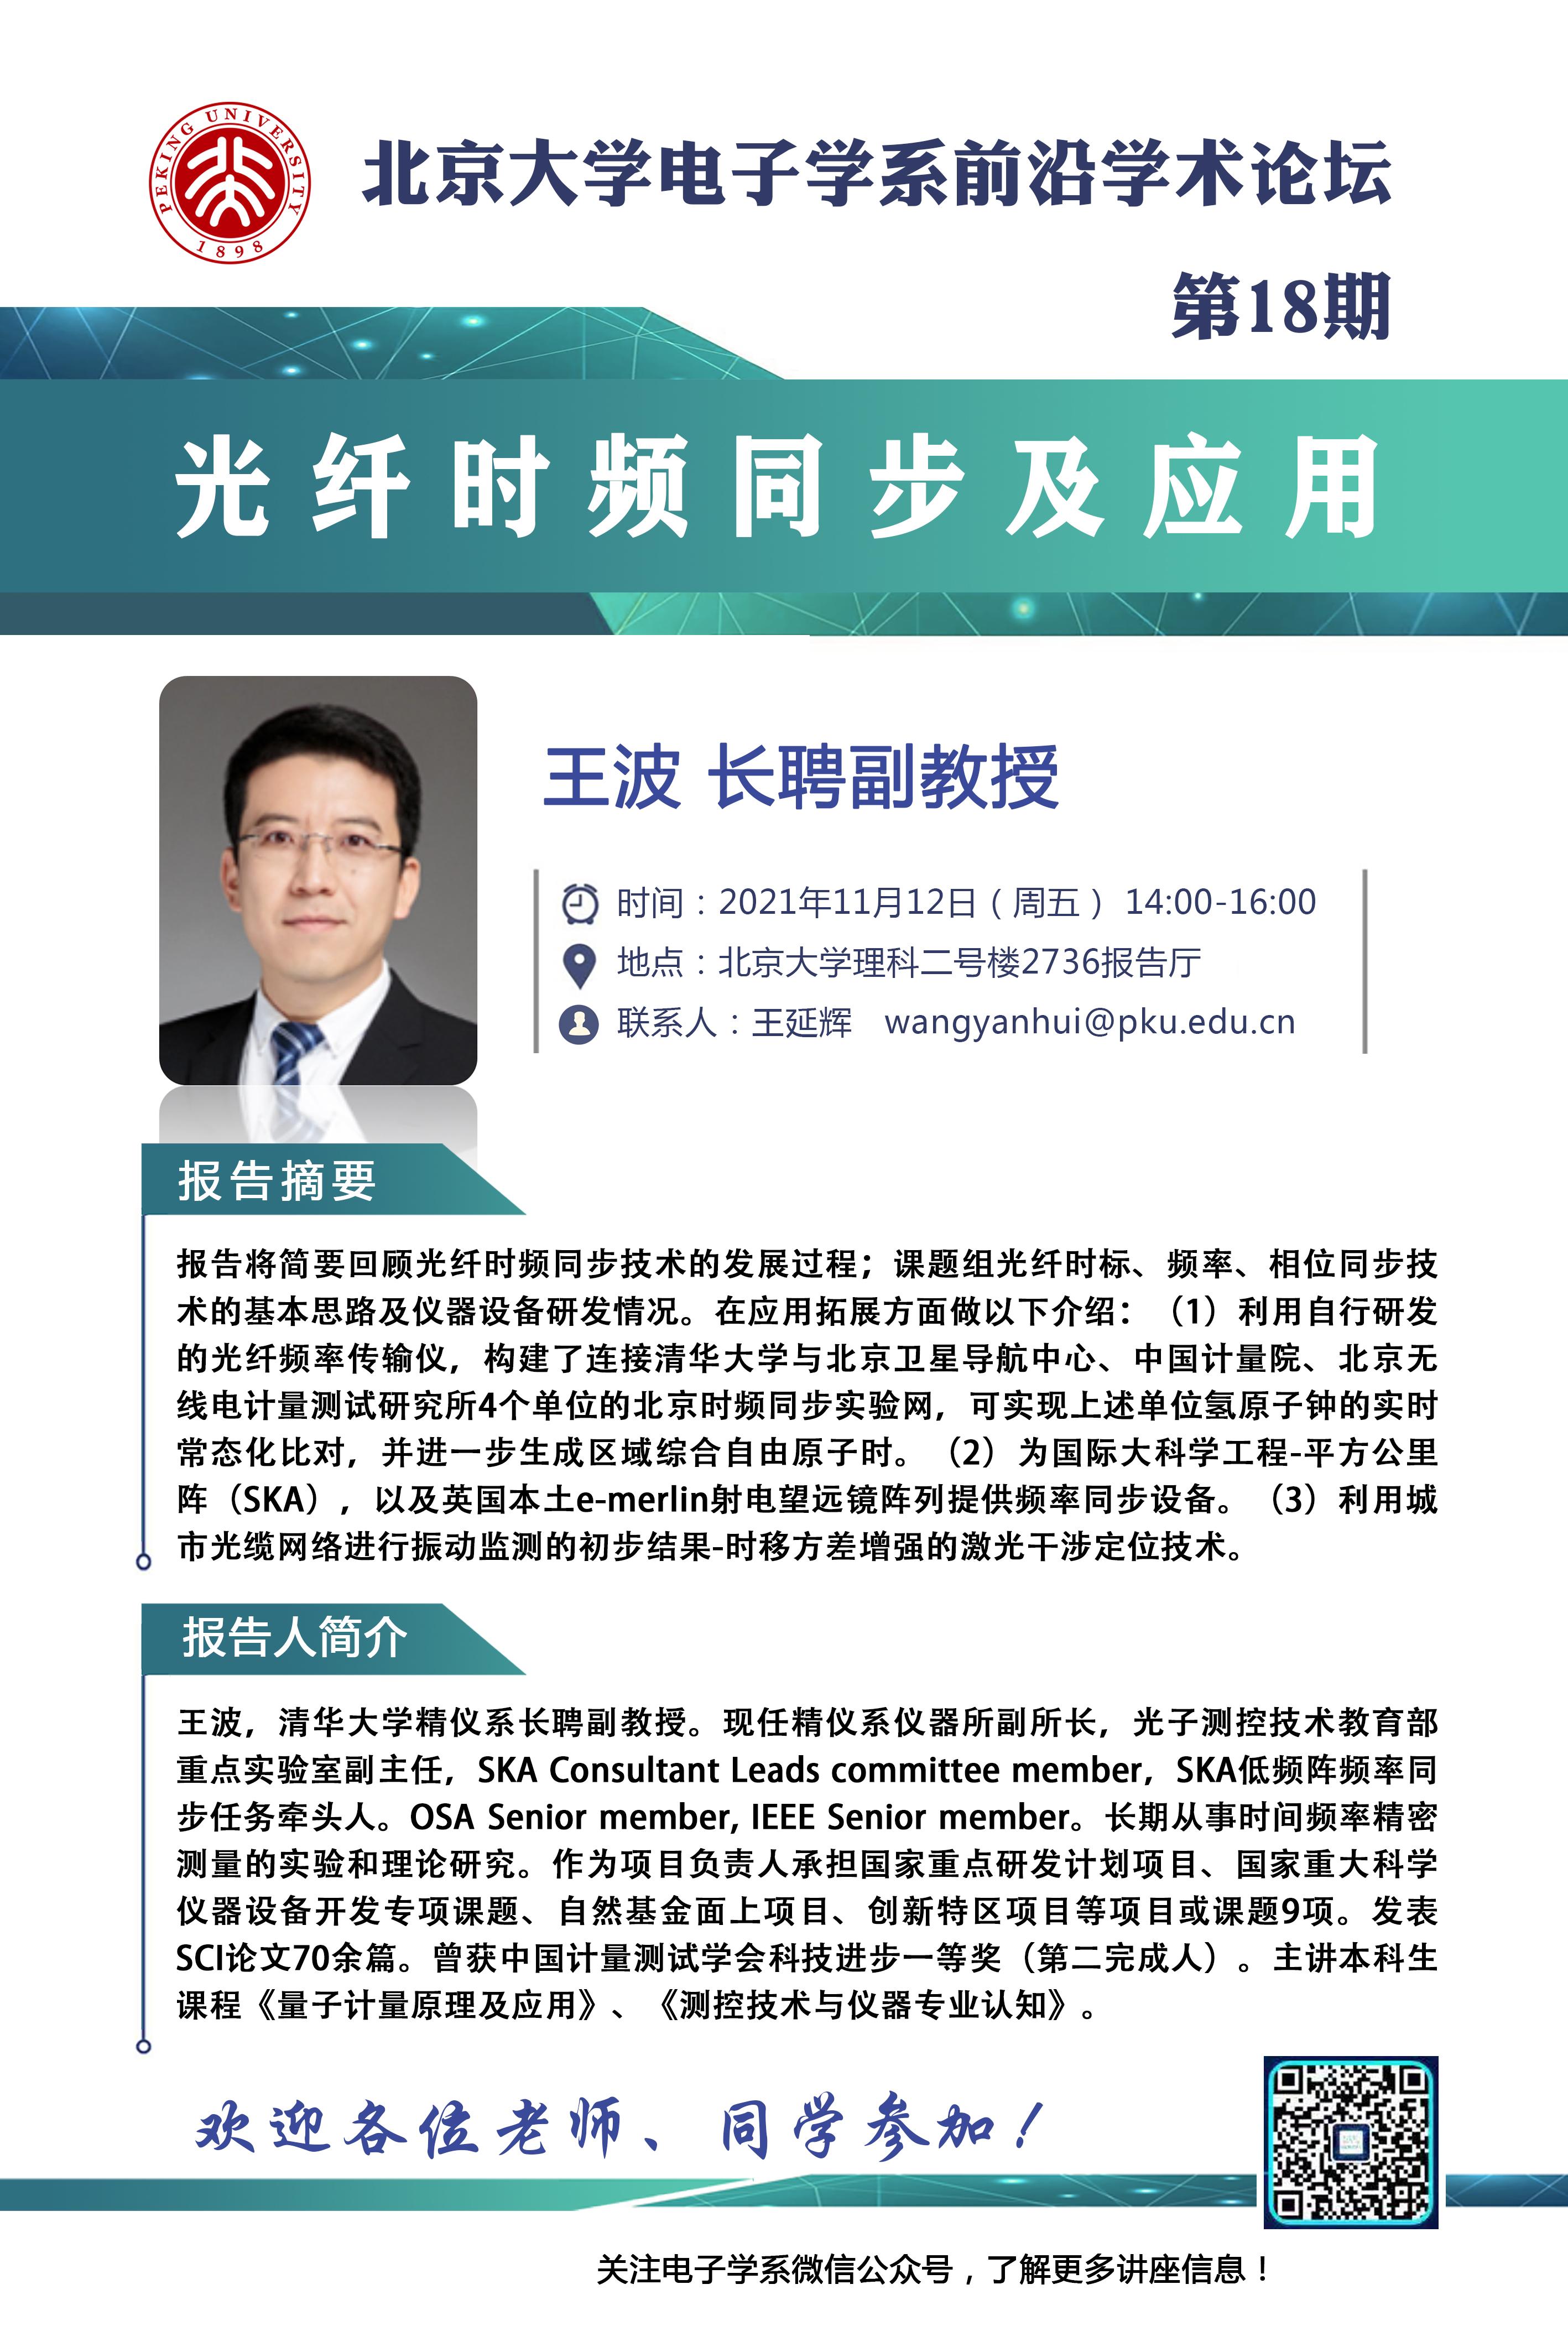 PEKING UNIVERSITY
1898
北京大学电子学系前沿学术论坛
第18期
光纤时频同步及应用
王波 长聘副教授
时间：2021年11月12日（周五） 14:00-16:00
地点：北京大学理科二号楼2736报告厅
联系人：王延辉 wangyanhui@pku.edu.cn
报告摘要
报告将简要回顾光纤时频同步技术的发展过程；课题组光纤时标、频率、相位同步技
术的基本思路及仪器设备研发情况。在应用拓展方面做以下介绍：（1）利用自行研发
的光纤频率传输仪，构建了连接清华大学与北京卫星导航中心、中国计量院、北京无
线电计量测试研究所4个单位的北京时频同步实验网，可实现上述单位氢原子钟的实时
常态化比对，并进一步生成区域综合自由原子时。（2）为国际大科学工程-平方公里
阵（SKA），以及英国本土e-merlin射电望远镜阵列提供频率同步设备。（3）利用城
市光缆网络进行振动监测的初步结果-时移方差增强的激光干涉定位技术。
报告人简介
王波，清华大学精仪系长聘副教授。现任精仪系仪器所副所长，光子测控技术教育部
重点实验室副主任，SKA Consultant Leads committee member，SKA低频阵频率同
步任务牵头人。OSA Senior member, IEEE Senior member。长期从事时间频率精密
测量的实验和理论研究。作为项目负责人承担国家重点研发计划项目、国家重大科学
仪器设备开发专项课题、自然基金面上项目、创新特区项目等项目或课题9项。发表
SCI论文70余篇。曾获中国计量测试学会科技进步一等奖（第二完成人）。主讲本科生
课程《量子计量原理及应用》、《测控技术与仪器专业认知》。
欢迎各位老师、同学参加！
关注电子学系微信公众号，了解更多讲座信息！